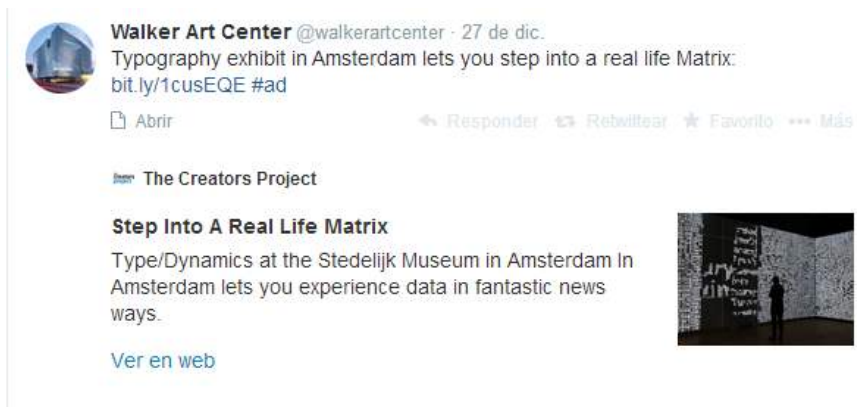 Walker Art Center @walkerartcenter · 27 de dic.
Typography exhibit in Amsterdam lets you step into a real life Matrix:
bit.ly/1cusEQE #ad
Abrir Responder Retwittear Favorito Más
The Creators Project
Step Into A Real Life Matrix
Type/Dynamics at the Stedelijk Museum in Amsterdam In
Amsterdam lets you experience data in fantastic news
ways.
Ver en web